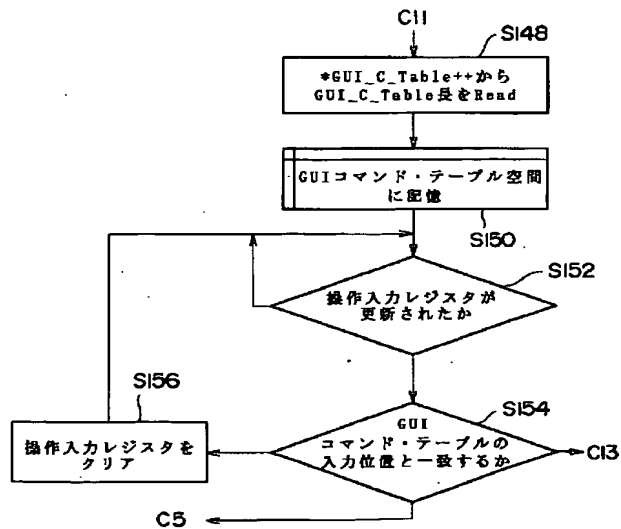 C11
S148
*GUI_C_Table++から
GUI_C_Table長をRead
GUIコマンド・テーブル空間
に記憶
S150
S152
操作入力レジスタが
更新されたか
S156
操作入力レジスタを
クリア
S154
GUI
コマンド・テーブルの
入力位置と一致するか
C13
C5